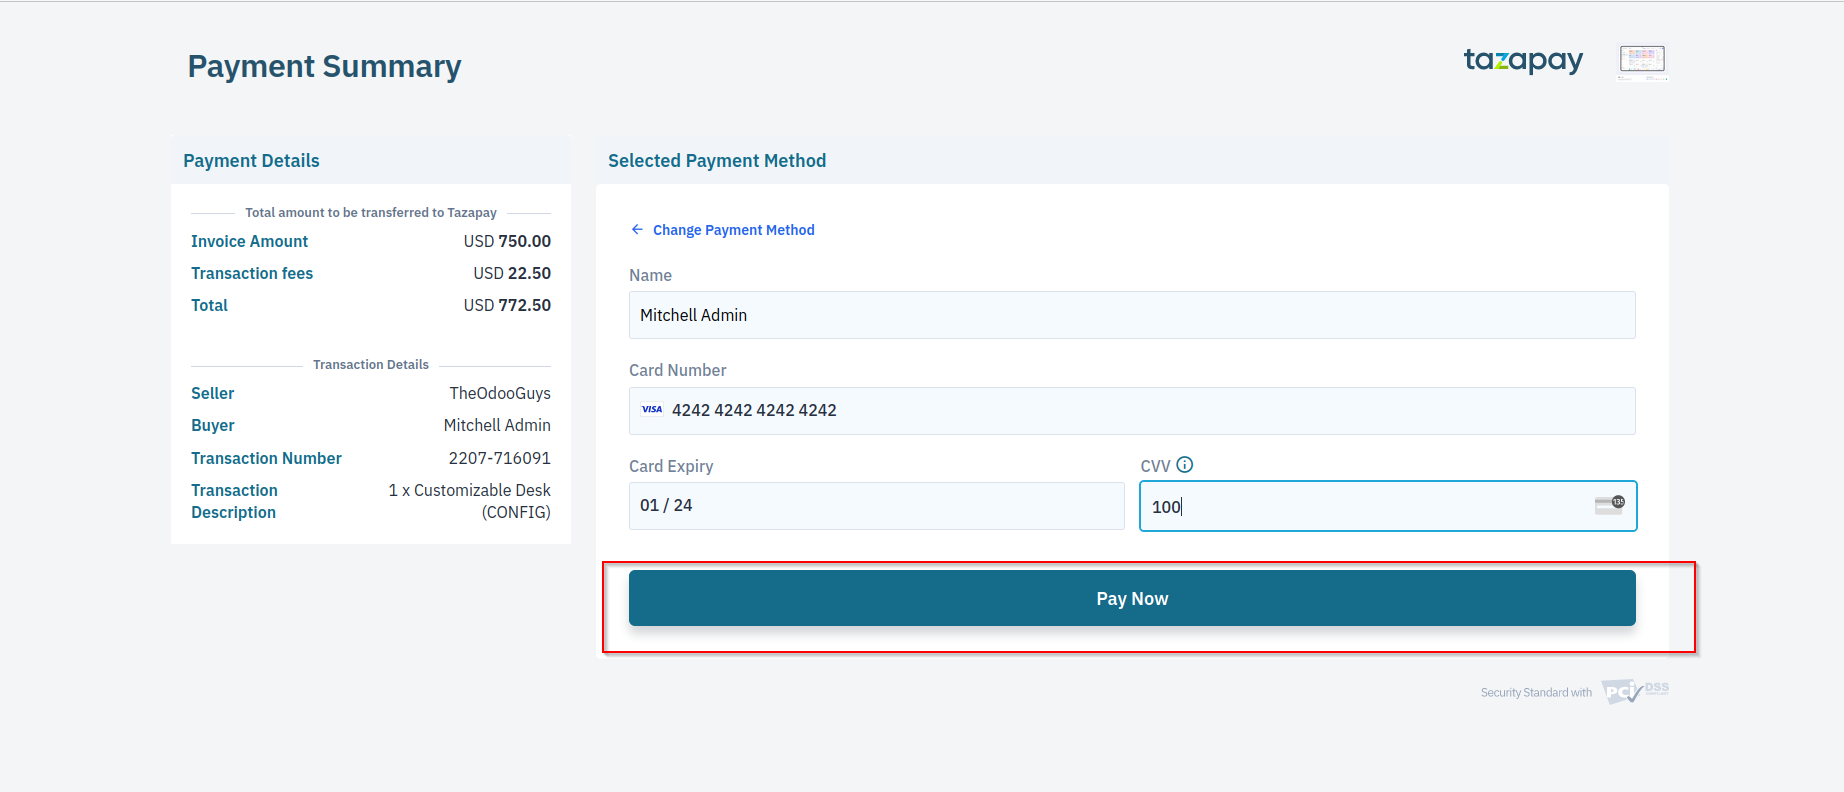 Payment Summary
tazapay
Payment Details
Total amount to be transferred to Tazapay
Invoice Amount USD 750.00
Transaction fees USD 22.50
Total USD 772.50
Transaction Details
Seller TheOdooGuys
Buyer Mitchell Admin
Transaction Number 2207-716091
Transaction Description 1 x Customizable Desk
(CONFIG)
Selected Payment Method
← Change Payment Method
Name
Mitchell Admin
Card Number
VISA 4242 4242 4242 4242
Card Expiry
01 / 24
CVV
100
135
Pay Now
Security Standard with PCI DSS